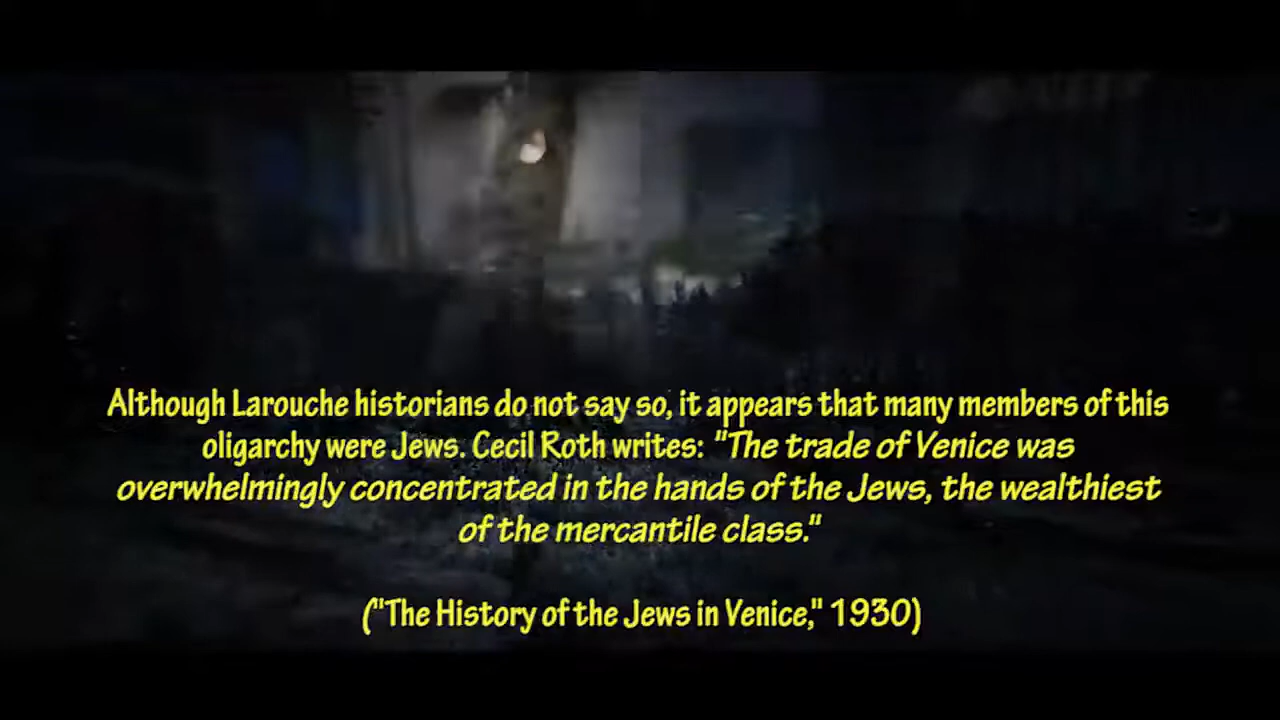 Although Larouche historians do not say so, it appears that many members of this
oligarchy were Jews. Cecil Roth writes: "The trade of Venice was
overwhelmingly concentrated in the hands of the Jews, the wealthiest
of the mercantile class."
("The History of the Jews in Venice," 1930)